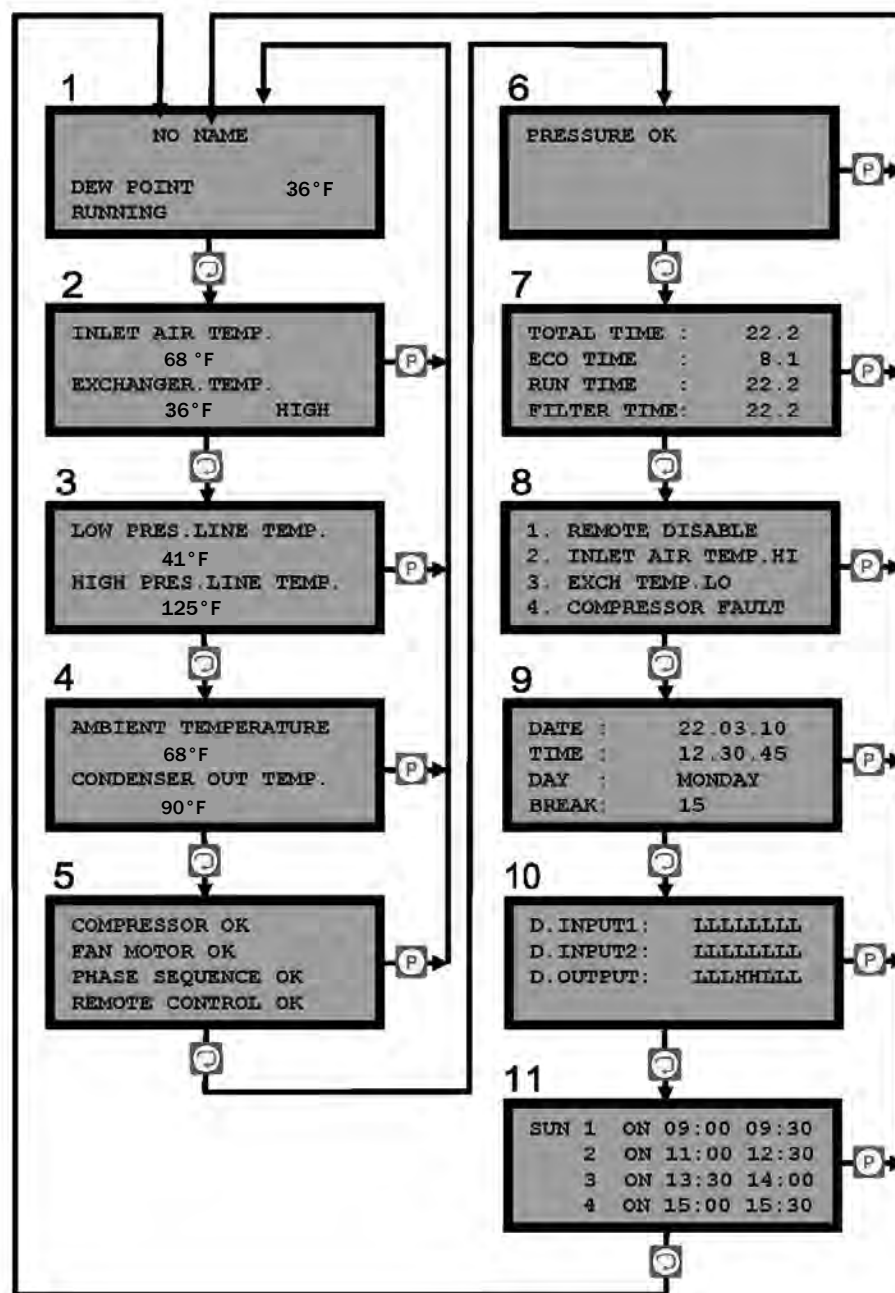 1
NO NAME
DEW POINT 36°F
RUNNING
2
INLET AIR TEMP.
68 °F
EXCHANGER.TEMP.
36°F HIGH
P
3
LOW PRES.LINE TEMP.
41°F
HIGH PRES.LINE TEMP.
125°F
P
4
AMBIENT TEMPERATURE
68°F
CONDENSER OUT TEMP.
90°F
P
5
COMPRESSOR OK
FAN MOTOR OK
PHASE SEQUENCE OK
REMOTE CONTROL OK
P
6
PRESSURE OK
P
7
TOTAL TIME : 22.2
ECO TIME : 8.1
RUN TIME : 22.2
FILTER TIME: 22.2
P
8
1. REMOTE DISABLE
2. INLET AIR TEMP.HI
3. EXCH TEMP.LO
4. COMPRESSOR FAULT
P
9
DATE : 22.03.10
TIME : 12.30.45
DAY : MONDAY
BREAK: 15
P
10
D.INPUT1: LLLLLLLL
D.INPUT2: LLLLLLLL
D.OUTPUT: LLLHHLLL
P
11
SUN 1 ON 09:00 09:30
2 ON 11:00 12:30
3 ON 13:30 14:00
4 ON 15:00 15:30
P